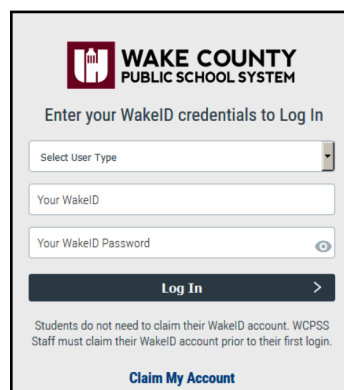 WAKE COUNTY
PUBLIC SCHOOL SYSTEM
Enter your WakeID credentials to Log In
Select User Type
Your WakeID
Your WakeID Password
Log In
Students do not need to claim their WakeID account. WCPSS
Staff must claim their WakeID account prior to their first login.
Claim My Account